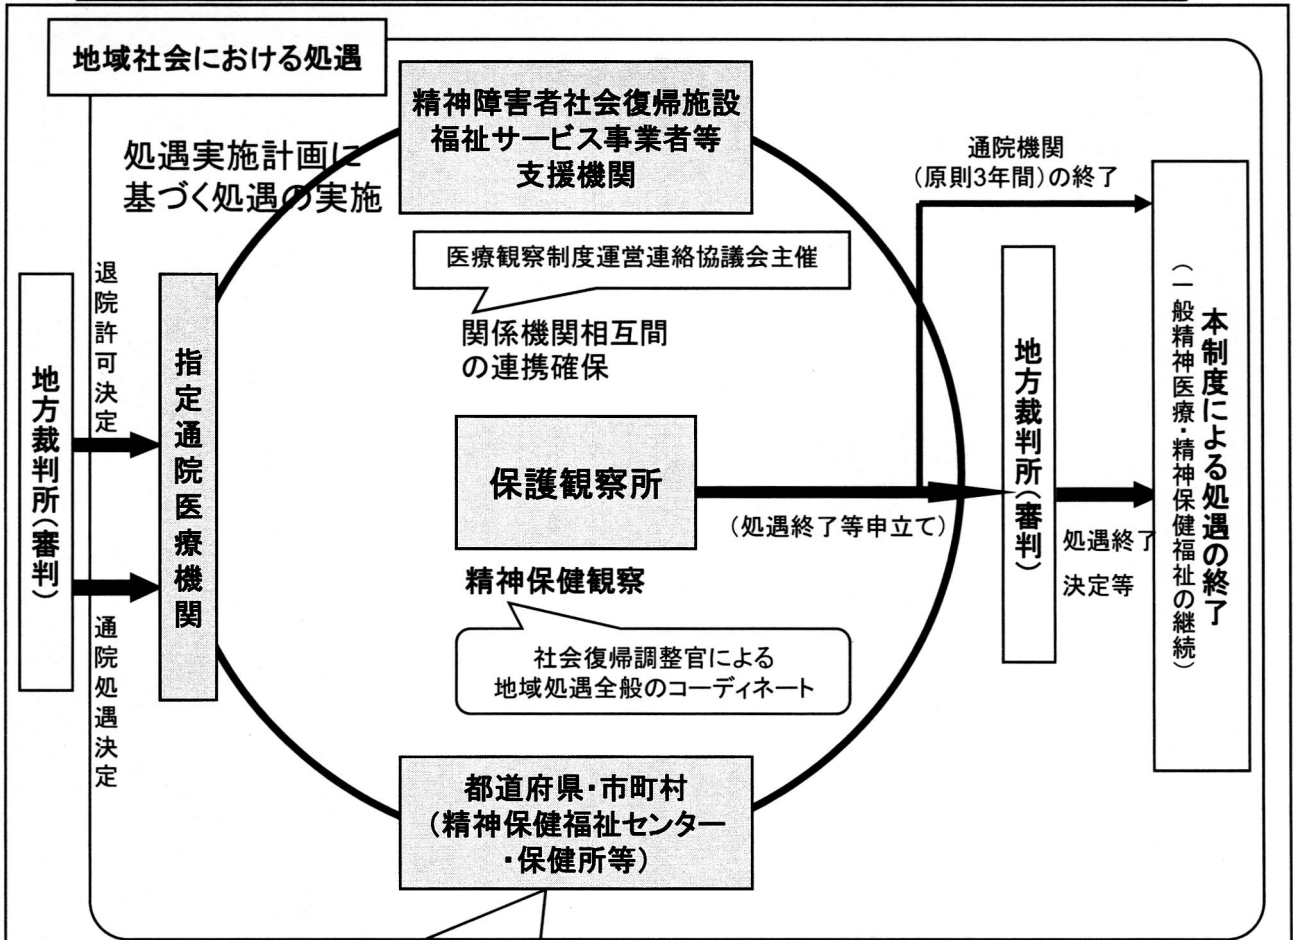 地域社会における処遇
処遇実施計画に
基づく処遇の実施
精神障害者社会復帰施設
福祉サービス事業者等
支援機関
通院機関
（原則3年間）の終了
医療観察制度運営連絡協議会主催
関係機関相互間
の連携確保
地方裁判所（審判）
退院許可決定
通院処遇決定
指定通院医療機関
保護観察所
（処遇終了等申立て）
精神保健観察
社会復帰調整官による
地域処遇全般のコーディネート
地方裁判所（審判）
処遇終了
決定等
本制度による処遇の終了
（一般精神医療・精神保健福祉の継続）
都道府県・市町村
（精神保健福祉センター
・保健所等）